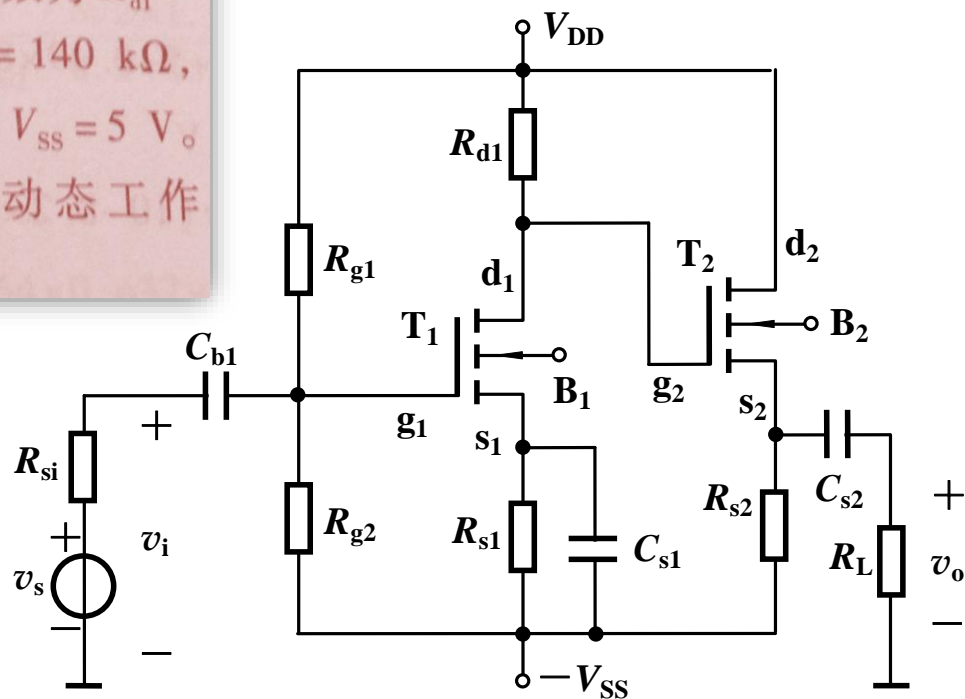 = 140 kΩ,
V_SS = 5 V。
动态工作
V_DD
R_d1
R_g1
d_1
T_1
B_1
g_1
s_1
T_2
d_2
B_2
g_2
s_2
C_b1
R_si
v_s
v_i
R_g2
R_s1
C_s1
R_s2
C_s2
R_L
v_o
+
−
+
−
+
−
−V_SS